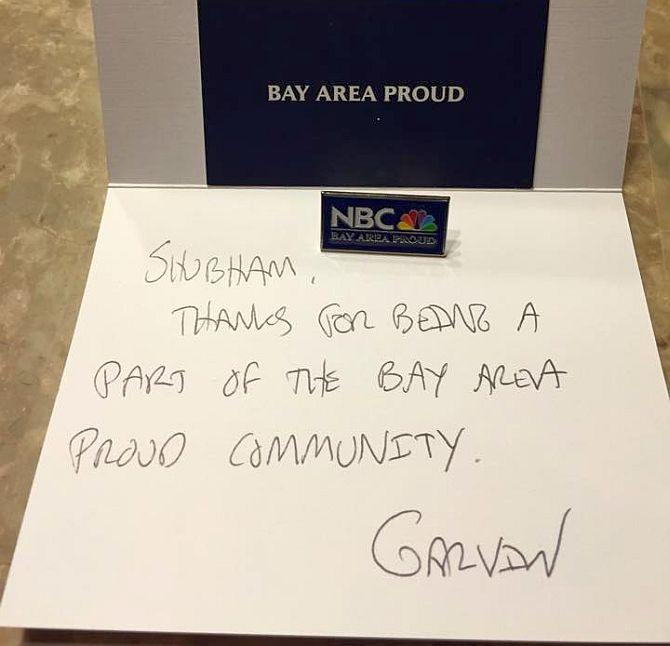 BAY AREA PROUD
NBC
BAY AREA PROUD
SHUBHAM,
THANKS FOR BEING A
PART OF THE BAY AREA
PROUD COMMUNITY.
GARVIN